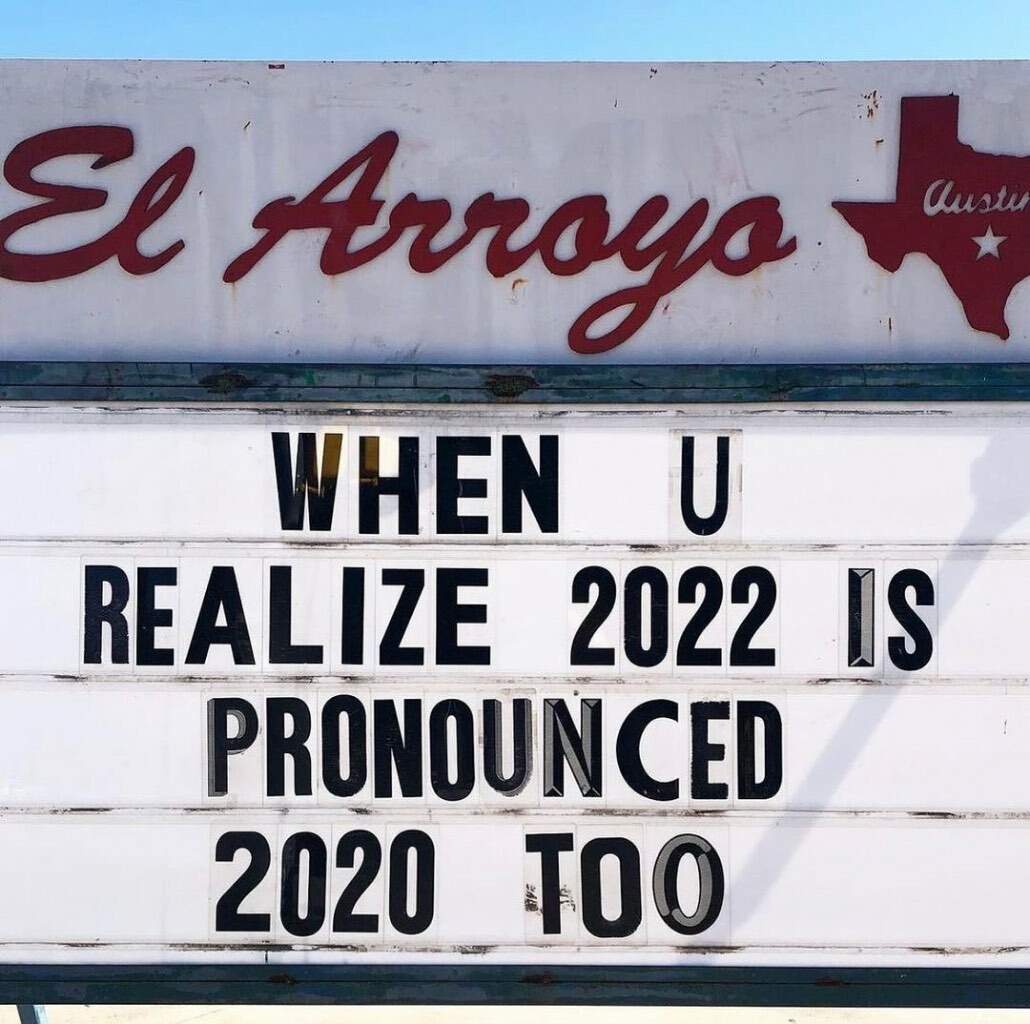 El Arroyo
Austin
WHEN U
REALIZE 2022 IS
PRONOUNCED
2020 TOO